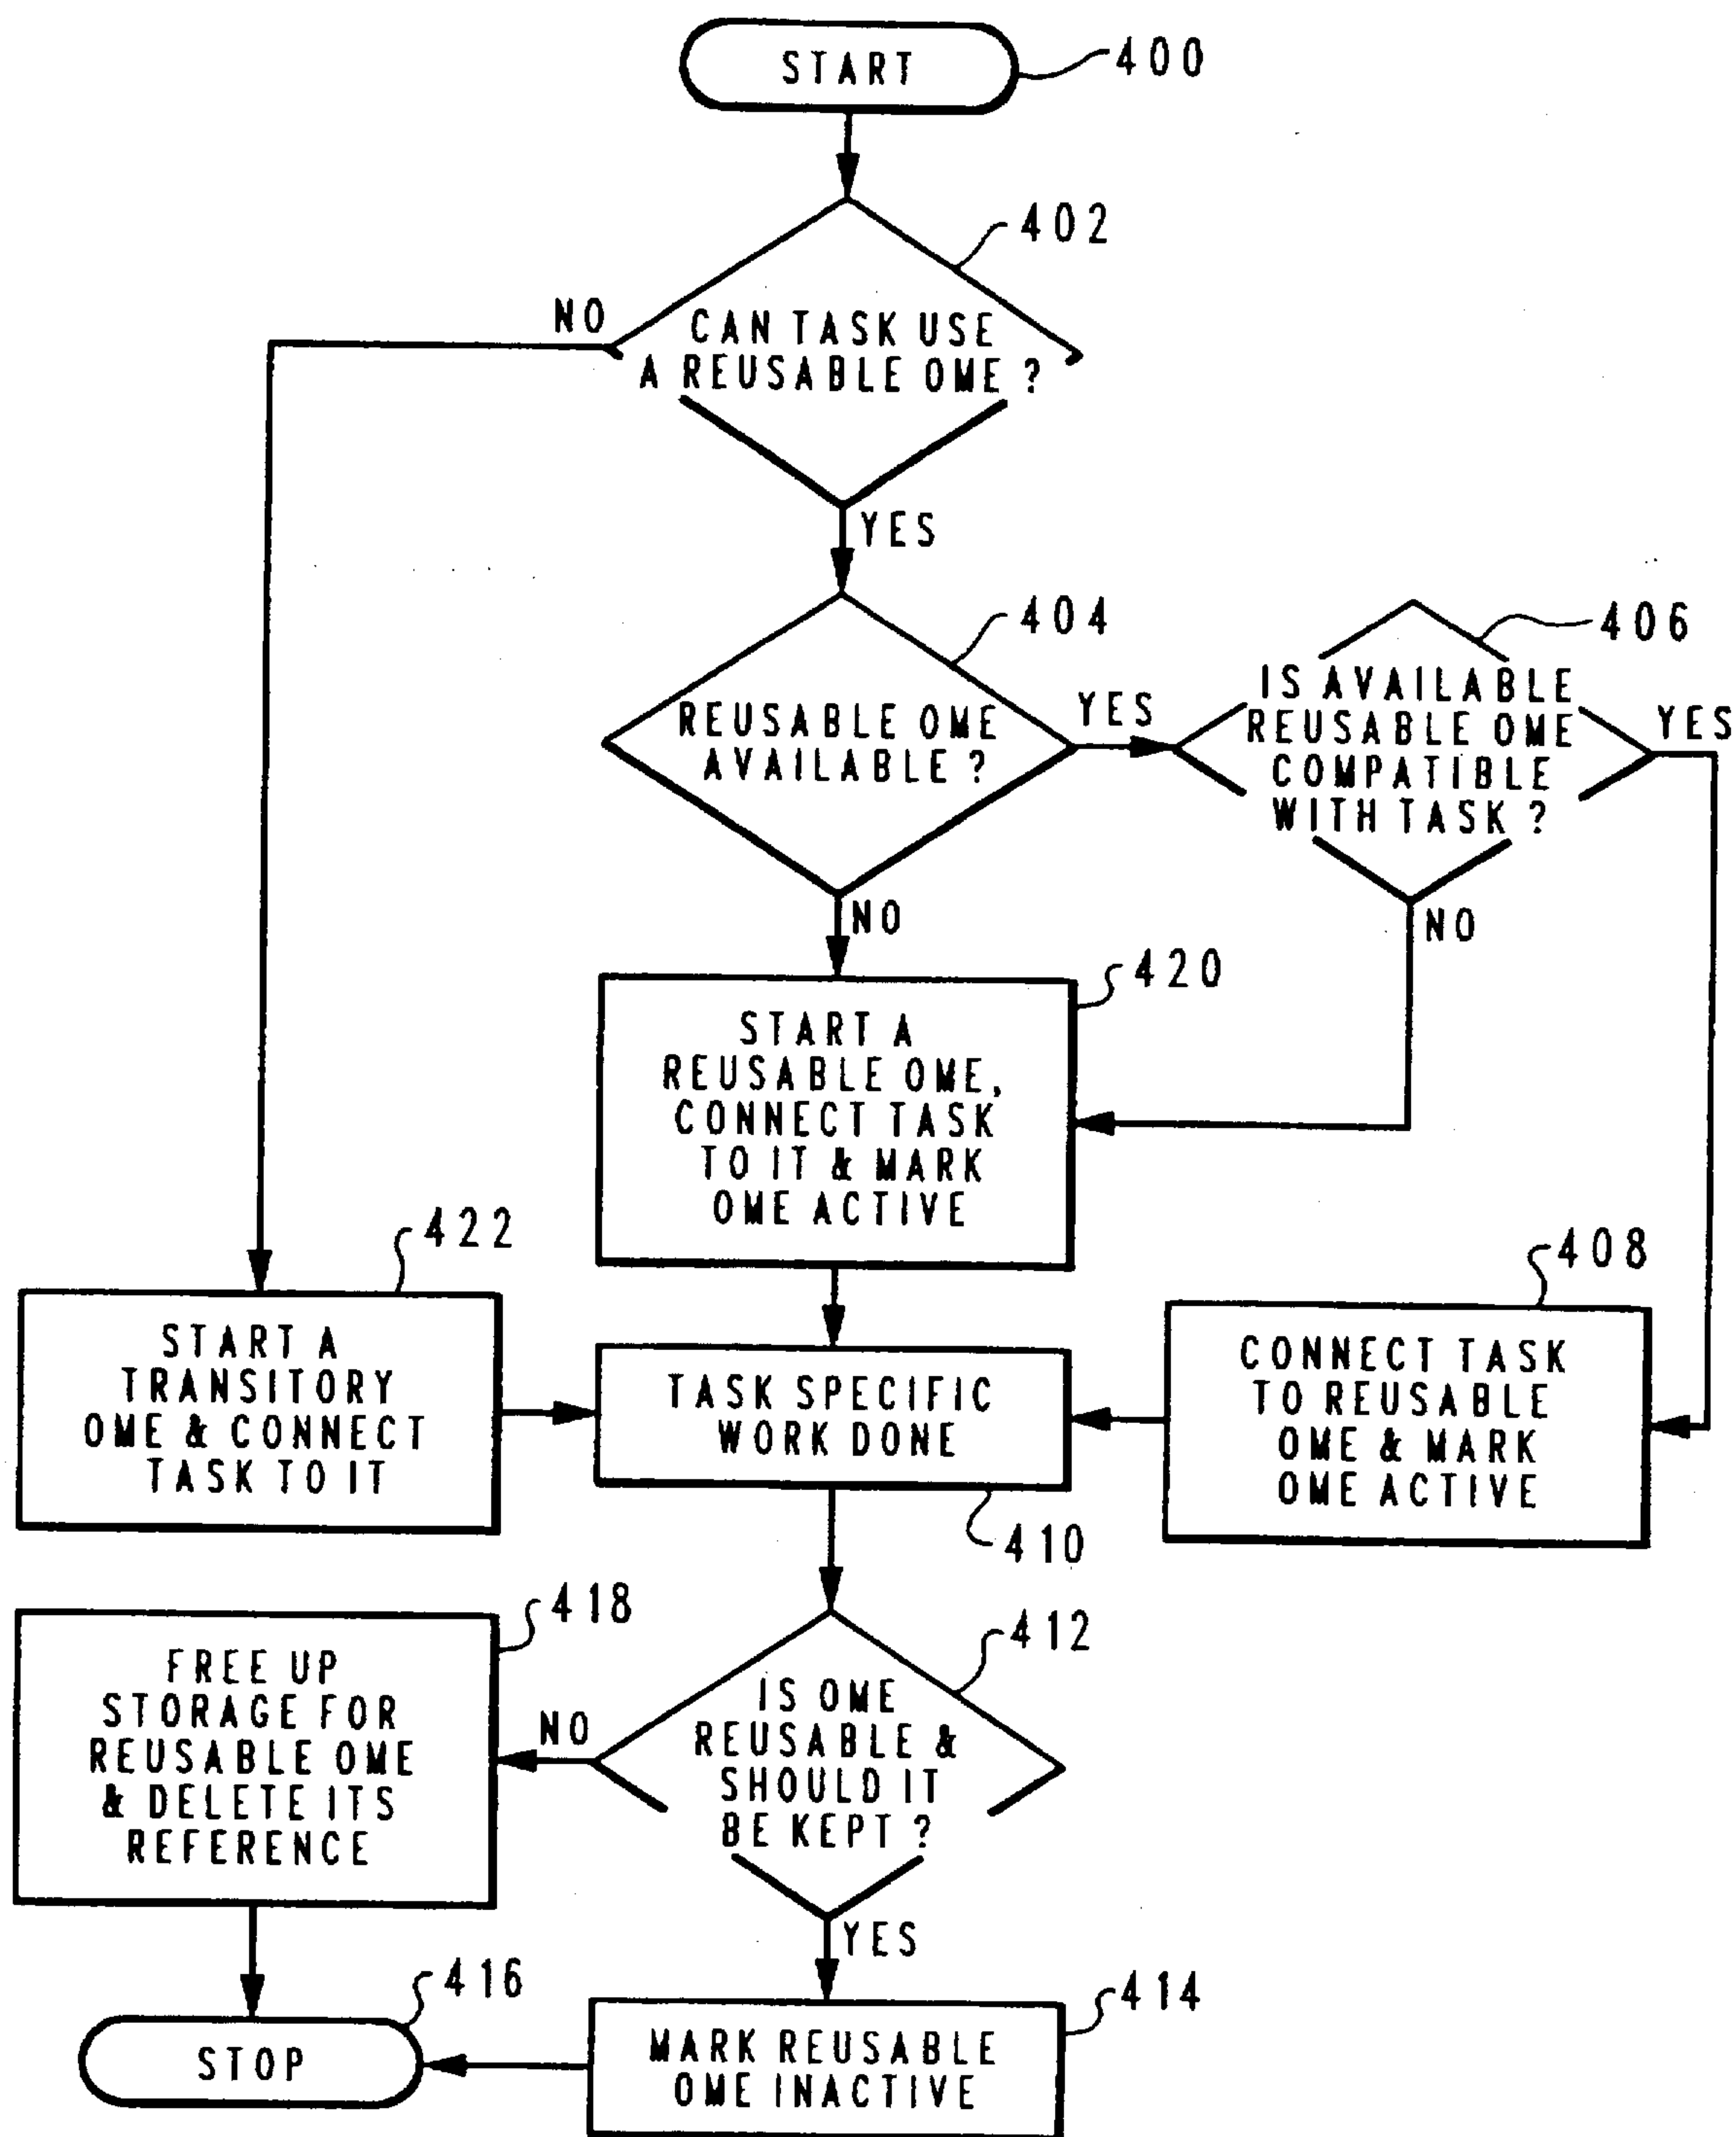 START
400
402
NO
CAN TASK USE
A REUSABLE OME ?
YES
404
406
REUSABLE OME
AVAILABLE ?
YES
IS AVAILABLE
REUSABLE OME
COMPATIBLE
WITH TASK ?
YES
NO
NO
420
START A
REUSABLE OME,
CONNECT TASK
TO IT & MARK
OME ACTIVE
422
START A
TRANSITORY
OME & CONNECT
TASK TO IT
TASK SPECIFIC
WORK DONE
410
408
CONNECT TASK
TO REUSABLE
OME & MARK
OME ACTIVE
418
FREE UP
STORAGE FOR
REUSABLE OME
& DELETE ITS
REFERENCE
NO
412
IS OME
REUSABLE &
SHOULD IT
BE KEPT ?
YES
416
STOP
414
MARK REUSABLE
OME INACTIVE